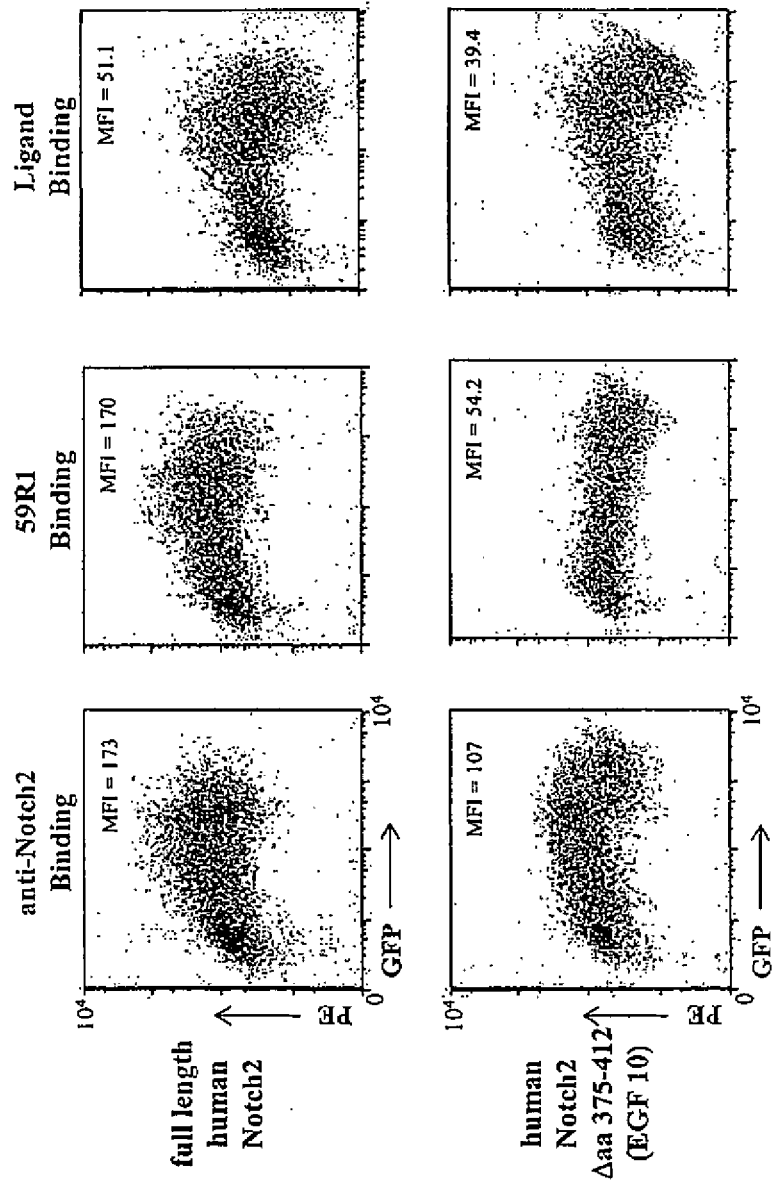 anti-Notch2
Binding
59R1
Binding
Ligand
Binding
full length
human
Notch2
10⁴
PE
0
GFP
10⁴
MFI = 173
MFI = 170
MFI = 51.1
human
Notch2
Δaa 375-412
(EGF 10)
10⁴
PE
0
GFP
10⁴
MFI = 107
MFI = 54.2
MFI = 39.4